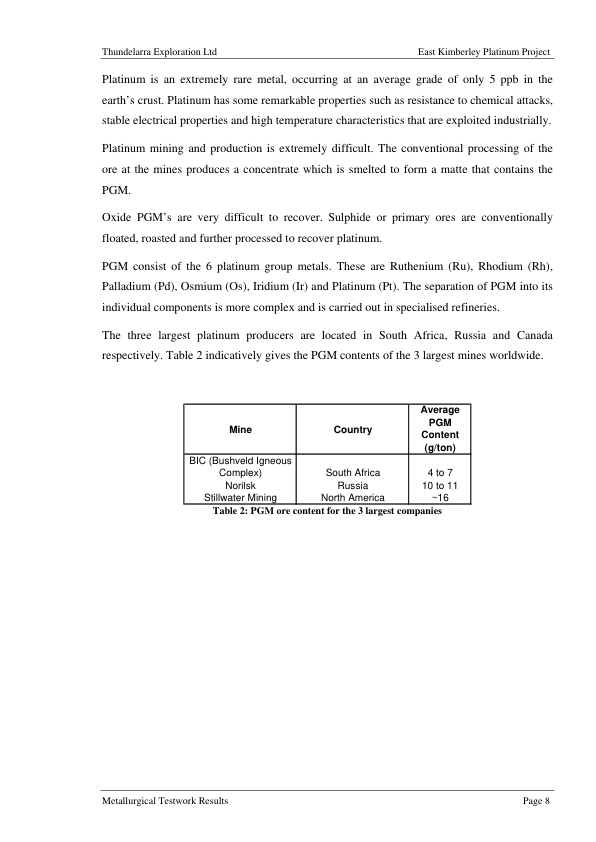 Thundelarra Exploration Ltd East Kimberley Platinum Project
Platinum is an extremely rare metal, occurring at an average grade of only 5 ppb in the
earth's crust. Platinum has some remarkable properties such as resistance to chemical attacks,
stable electrical properties and high temperature characteristics that are exploited industrially.
Platinum mining and production is extremely difficult. The conventional processing of the
ore at the mines produces a concentrate which is smelted to form a matte that contains the
PGM.
Oxide PGM's are very difficult to recover. Sulphide or primary ores are conventionally
floated, roasted and further processed to recover platinum.
PGM consist of the 6 platinum group metals. These are Ruthenium (Ru), Rhodium (Rh),
Palladium (Pd), Osmium (Os), Iridium (Ir) and Platinum (Pt). The separation of PGM into its
individual components is more complex and is carried out in specialised refineries.
The three largest platinum producers are located in South Africa, Russia and Canada
respectively. Table 2 indicatively gives the PGM contents of the 3 largest mines worldwide.
Mine Country Average
PGM
Content
(g/ton)
BIC (Bushveld Igneous
Complex) South Africa 4 to 7
Norilsk Russia 10 to 11
Stillwater Mining North America ~16
Table 2: PGM ore content for the 3 largest companies
Metallurgical Testwork Results Page 8